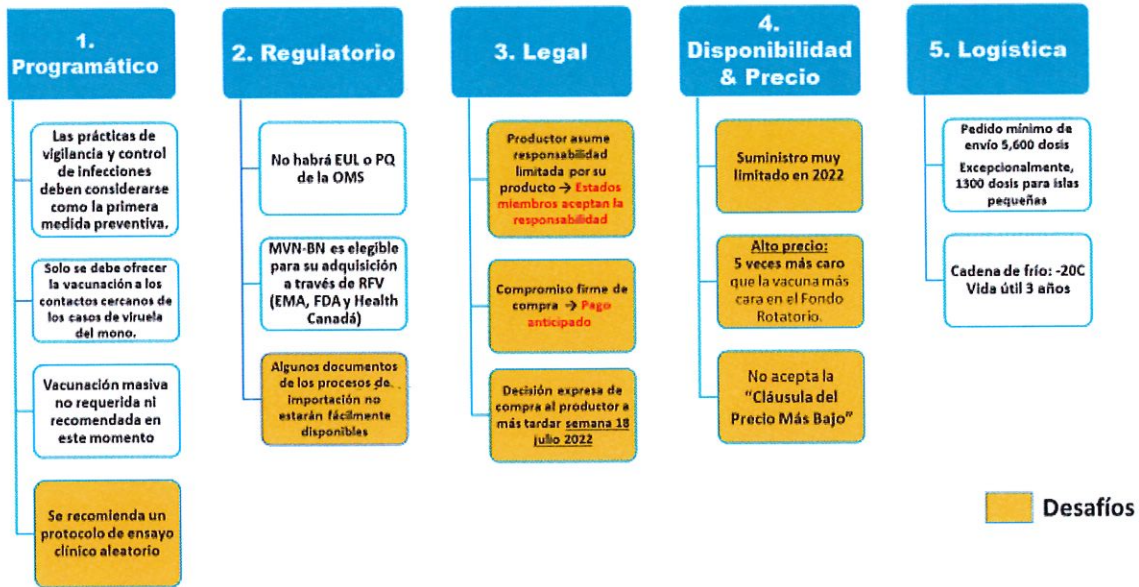 1.
Programático
Las prácticas de
vigilancia y control
de infecciones
deben considerarse
como la primera
medida preventiva.
Solo se debe ofrecer
la vacunación a los
contactos cercanos de
los casos de viruela
del mono.
Vacunación masiva
no requerida ni
recomendada en
este momento
Se recomienda un
protocolo de ensayo
clínico aleatorio
2. Regulatorio
No habrá EUL o PQ
de la OMS
MVN-BN es elegible
para su adquisición
a través de RFV
(EMA, FDA y Health
Canadá)
Algunos documentos
de los procesos de
importación no
estarán fácilmente
disponibles
3. Legal
Productor asume
responsabilidad
limitada por su
producto → Estados
miembros aceptan la
responsabilidad
Compromiso firme de
compra → Pago
anticipado
Decisión expresa de
compra al productor a
más tardar semana 18
julio 2022
4.
Disponibilidad
& Precio
Suministro muy
limitado en 2022
Alto precio:
5 veces más caro
que la vacuna más
cara en el Fondo
Rotatorio.
No acepta la
"Cláusula del
Precio Más Bajo"
5. Logística
Pedido mínimo de
envío 5,600 dosis
Excepcionalmente,
1300 dosis para islas
pequeñas
Cadena de frío: -20C
Vida útil 3 años
Desafíos